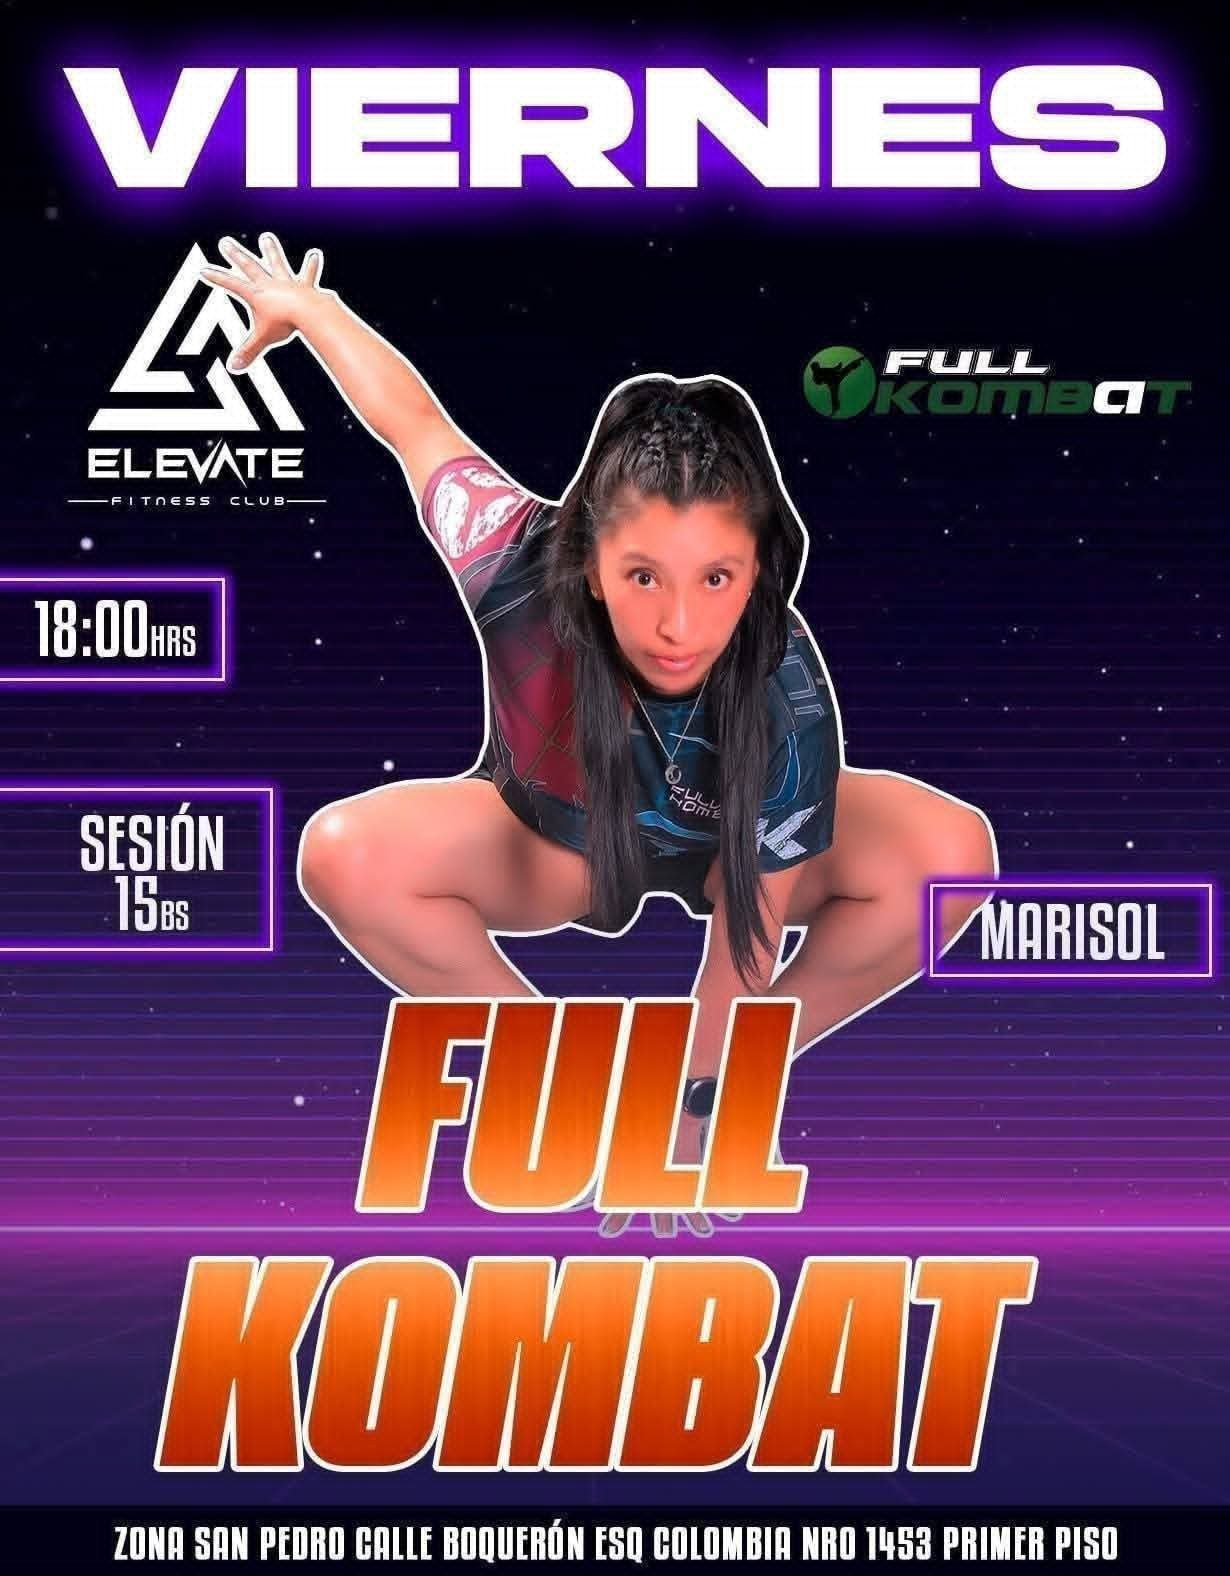 VIERNES
ELEVATE
FITNESS CLUB
FULL
KOMBAT
18:00HRS
SESIÓN
15BS
MARISOL
FULL
KOMBAT
ZONA SAN PEDRO CALLE BOQUERÓN ESQ COLOMBIA NRO 1453 PRIMER PISO